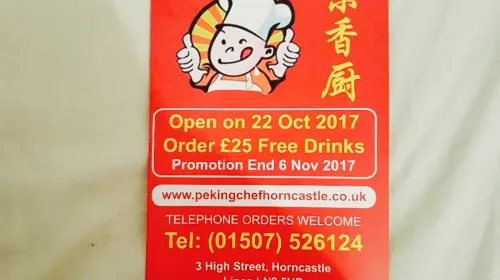 香厨
Open on 22 Oct 2017
Order £25 Free Drinks
Promotion End 6 Nov 2017
www.pekingchefhorncastle.co.uk
TELEPHONE ORDERS WELCOME
Tel: (01507) 526124
3 High Street, Horncastle